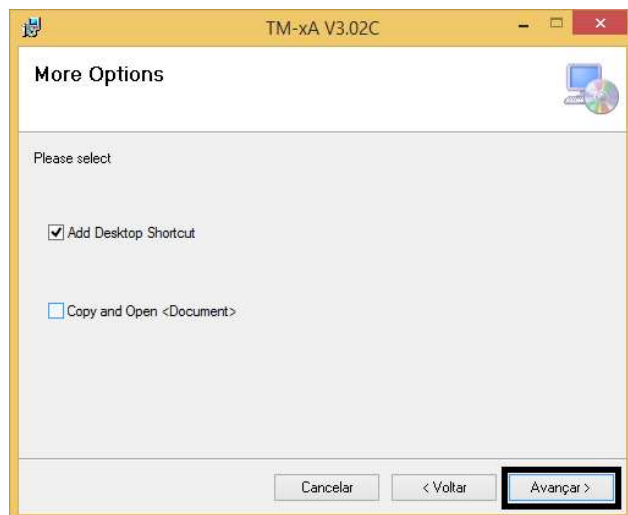 TM-xA V3.02C
More Options
Please select
Add Desktop Shortcut
Copy and Open <Document>
Cancelar < Voltar Avançar >